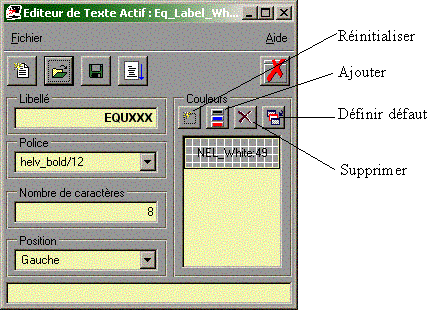 Editeur de Texte Actif : Eq_Label_Wh...
Fichier
Aide
Réinitialiser
Ajouter
Définir défaut
Supprimer
Libellé
EQUXXX
Police
helv_bold/12
Nombre de caractères
8
Position
Gauche
Couleurs
NEL_White:49